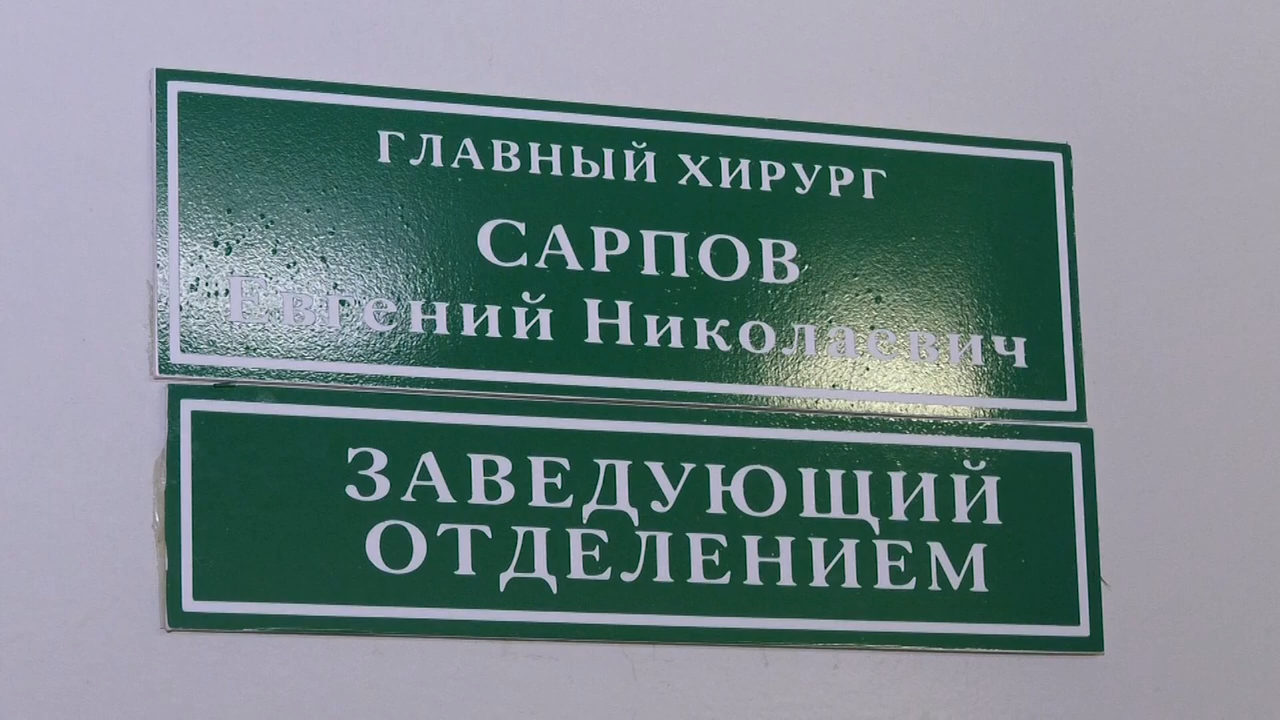 ГЛАВНЫЙ ХИРУРГ
САРПОВ
Евгений Николаевич
ЗАВЕДУЮЩИЙ
ОТДЕЛЕНИЕМ